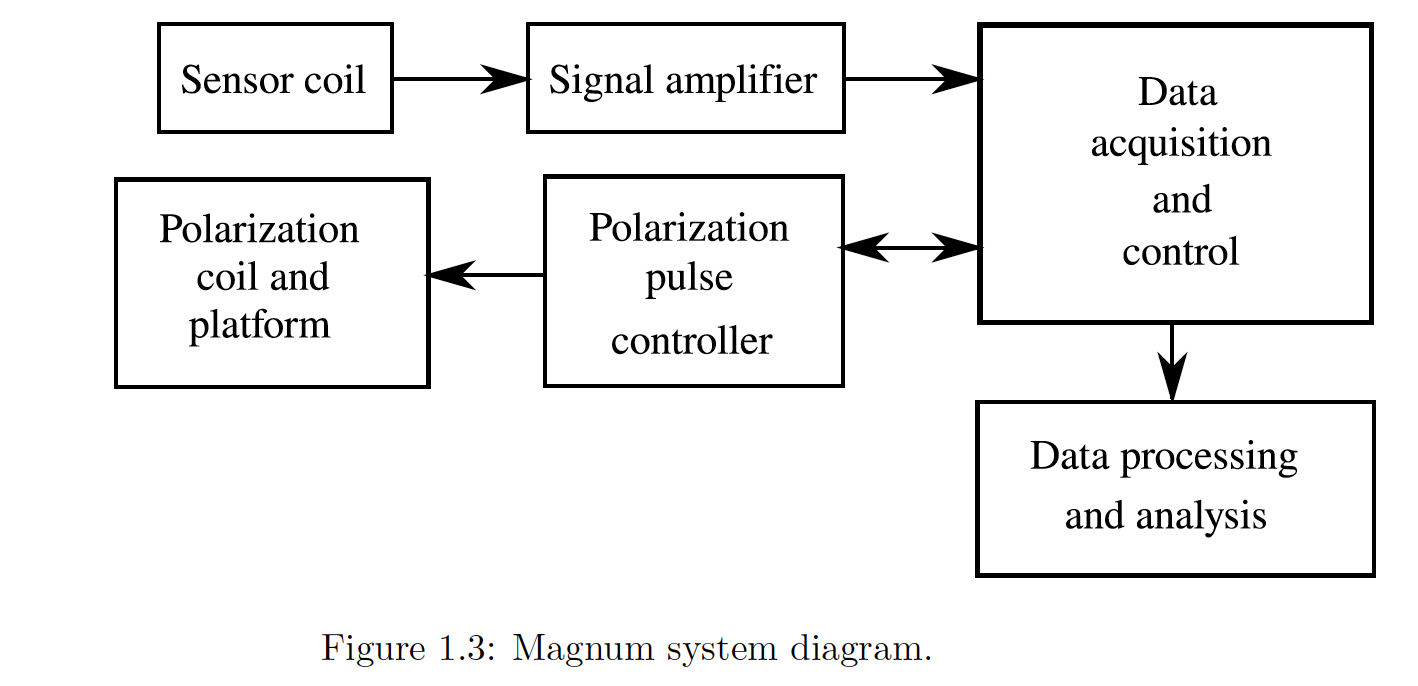 Sensor coil
Signal amplifier
Data
acquisition
and
control
Polarization
coil and
platform
Polarization
pulse
controller
Data processing
and analysis
Figure 1.3: Magnum system diagram.